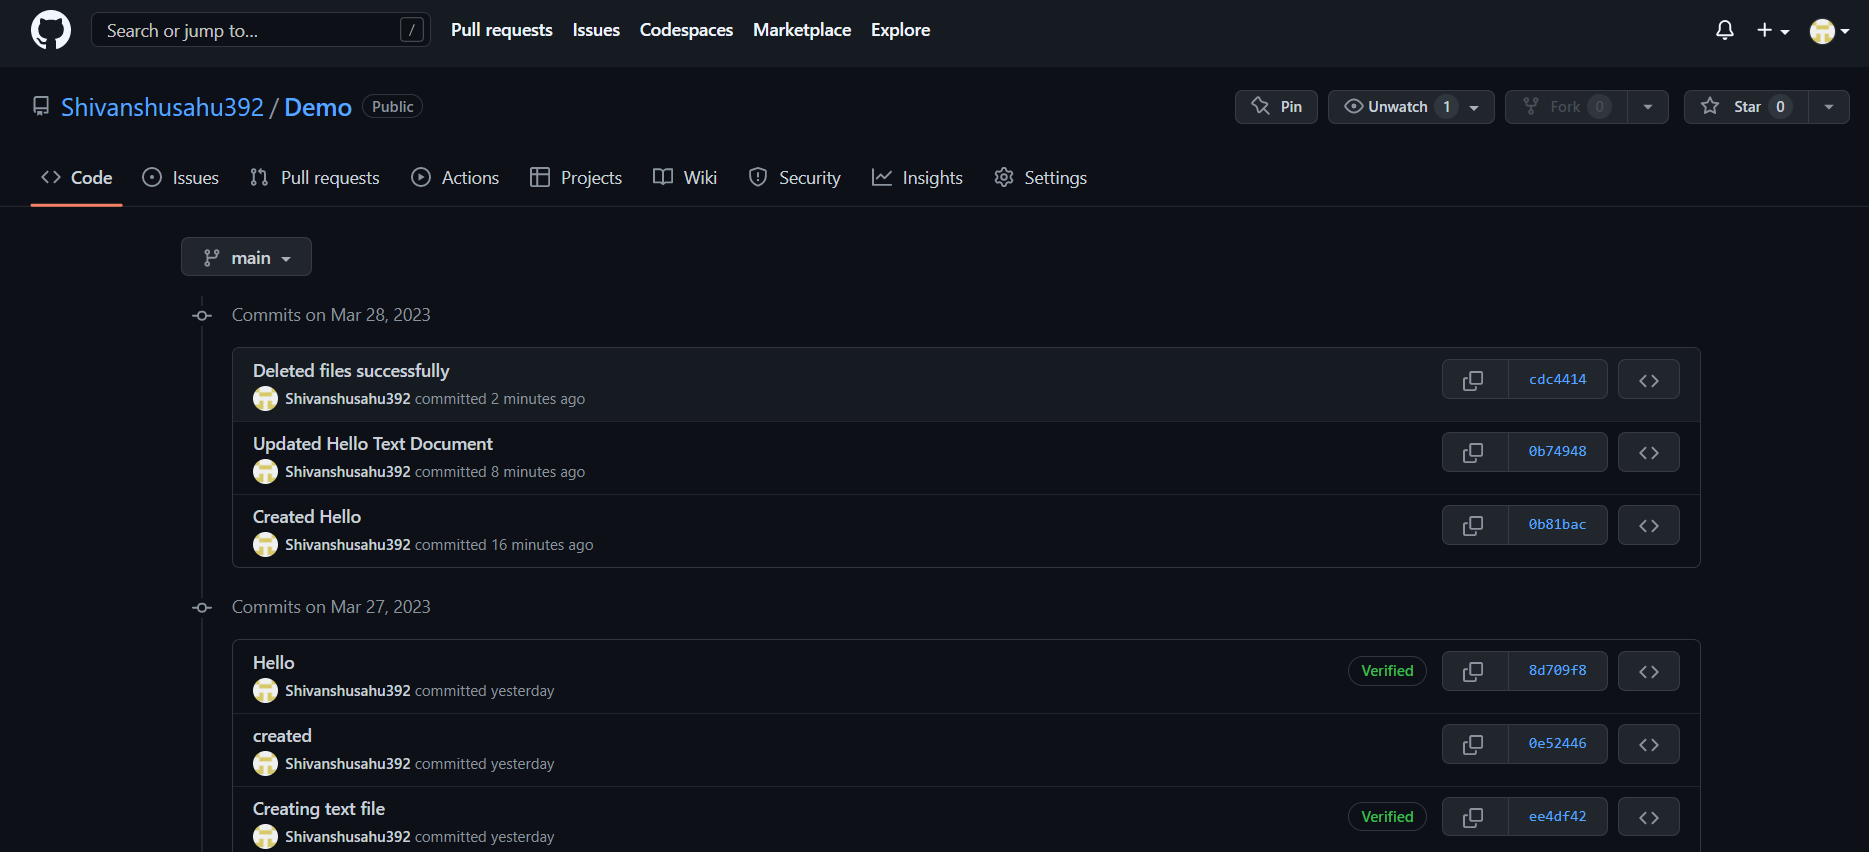 Search or jump to... /
Pull requests Issues Codespaces Marketplace Explore
Shivanshusahu392 / Demo Public
Pin Unwatch 1 Fork 0 Star 0
Code Issues Pull requests Actions Projects Wiki Security Insights Settings
main
Commits on Mar 28, 2023
Deleted files successfully
Shivanshusahu392 committed 2 minutes ago
cdc4414
Updated Hello Text Document
Shivanshusahu392 committed 8 minutes ago
0b74948
Created Hello
Shivanshusahu392 committed 16 minutes ago
0b81bac
Commits on Mar 27, 2023
Hello
Shivanshusahu392 committed yesterday
Verified 8d709f8
created
Shivanshusahu392 committed yesterday
0e52446
Creating text file
Shivanshusahu392 committed yesterday
Verified ee4df42